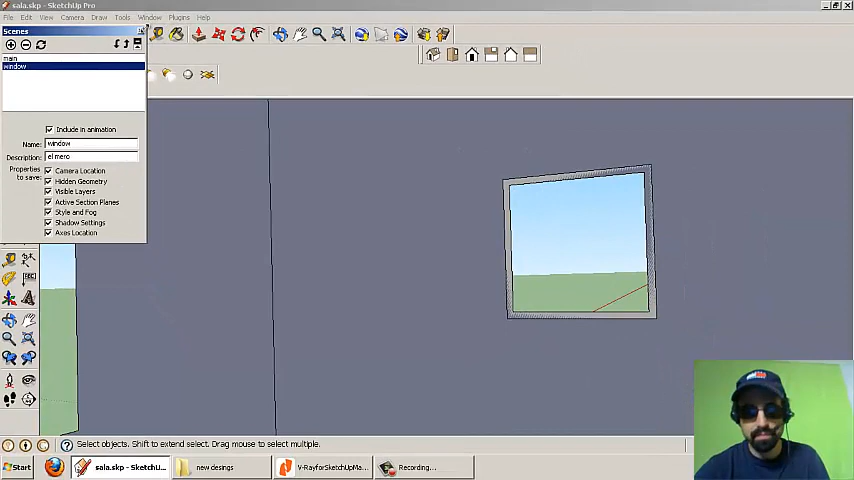 sala.skp - SketchUp Pro
File Edit View Camera Draw Tools Window Plugins Help
Scenes
main
window
Include in animation
Name: window
Description: el mero
Properties to save:
Camera Location
Hidden Geometry
Visible Layers
Active Section Planes
Style and Fog
Shadow Settings
Axes Location
Select objects. Shift to extend select. Drag mouse to select multiple.
Start
sala.skp - SketchU...
new desings
V-RayforSketchUpMa...
Recording...